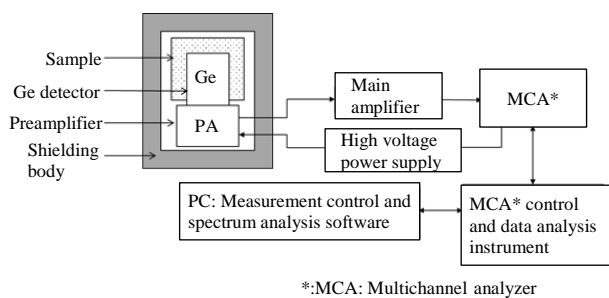 Sample
Ge detector
Preamplifier
Shielding
body
Ge
PA
Main
amplifier
MCA*
High voltage
power supply
PC: Measurement control and
spectrum analysis software
MCA* control
and data analysis
instrument
*:MCA: Multichannel analyzer